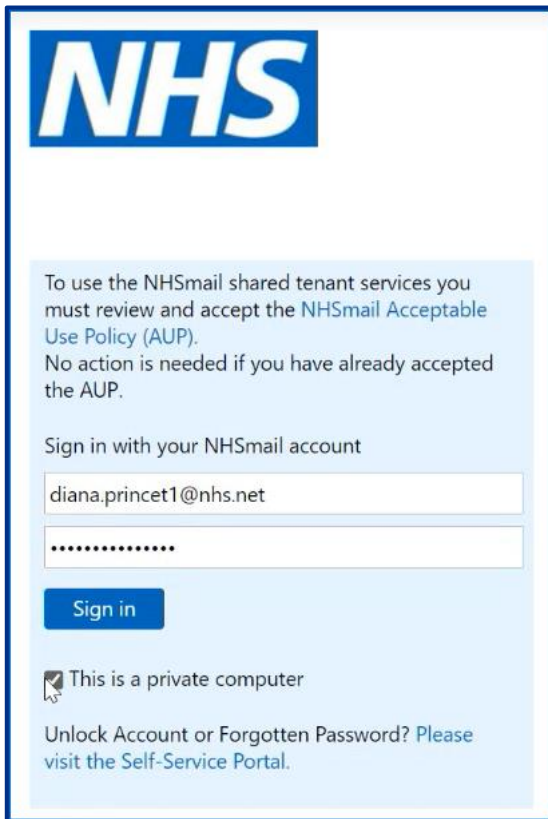 NHS
To use the NHSmail shared tenant services you
must review and accept the NHSmail Acceptable
Use Policy (AUP).
No action is needed if you have already accepted
the AUP.
Sign in with your NHSmail account
diana.princet1@nhs.net
•••••••••••••••
Sign in
This is a private computer
Unlock Account or Forgotten Password? Please
visit the Self-Service Portal.